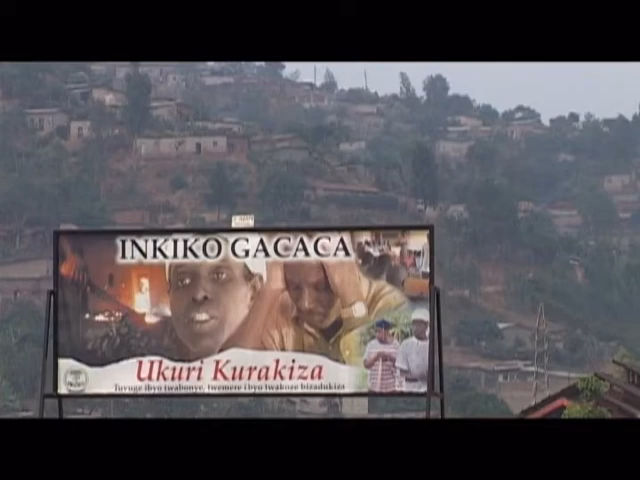 INKIKO GACACA
Ukuri Kurakiza
Tuvuge ibyo twabonye, twemere ibyo twakoze bizadukiza